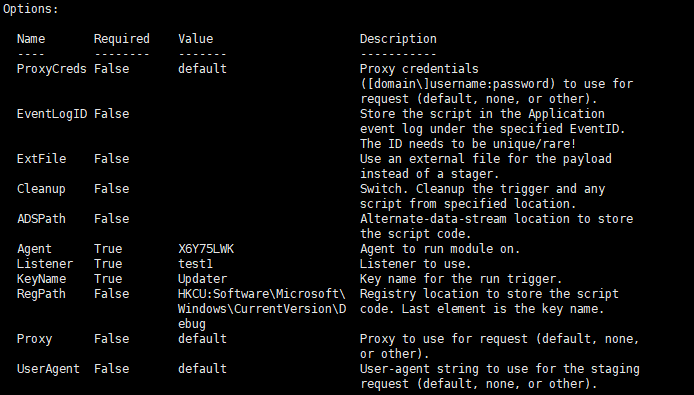 Options:
Name Required Value Description
---- -------- ------- -----------
ProxyCreds False default Proxy credentials
([domain\]username:password) to use for
request (default, none, or other).
EventLogID False Store the script in the Application
event log under the specified EventID.
The ID needs to be unique/rare!
ExtFile False Use an external file for the payload
instead of a stager.
Cleanup False Switch. Cleanup the trigger and any
script from specified location.
ADSPath False Alternate-data-stream location to store
the script code.
Agent True X6Y75LWK Agent to run module on.
Listener True test1 Listener to use.
KeyName True Updater Key name for the run trigger.
RegPath False HKCU:Software\Microsoft\ Registry location to store the script
Windows\CurrentVersion\D code. Last element is the key name.
ebug
Proxy False default Proxy to use for request (default, none,
or other).
UserAgent False default User-agent string to use for the staging
request (default, none, or other).